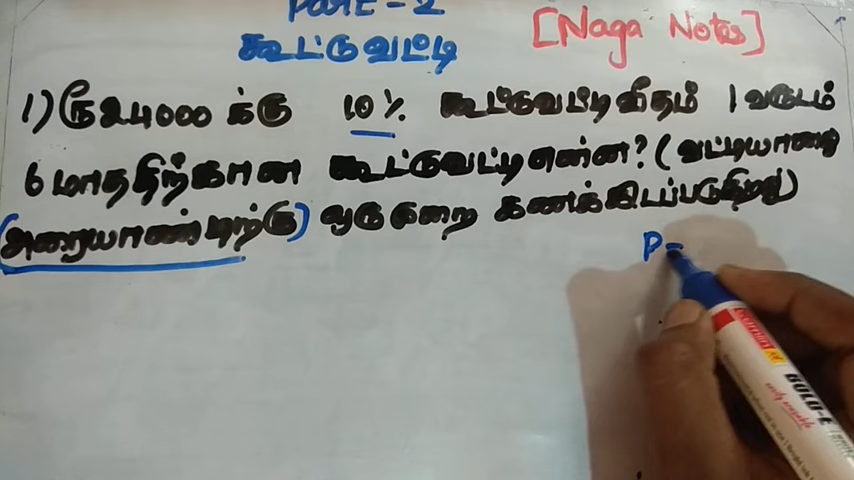 Part - 2
கூட்டு வட்டி
[Naga Notes]
1) ரூ 24000 க்கு 10% கூட்டுவட்டி வீதம் 1 வருடம்
6 மாதத்திற்கான கூட்டுவட்டி என்ன? (வட்டியானது
(அரையாண்டிற்கு) ஒரு முறை கணக்கிடப்படுகிறது)
P=